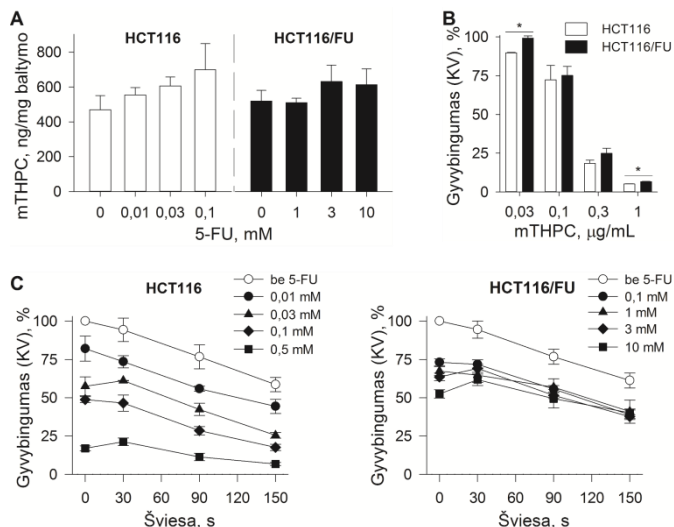 A
HCT116
HCT116/FU
mTHPC, ng/mg baltymo
1000
800
600
400
200
0
0 0,01 0,03 0,1 0 1 3 10
5-FU, mM
B
HCT116
HCT116/FU
Gyvybingumas (KV), %
100
75
50
25
0
* *
0,03 0,1 0,3 1
mTHPC, µg/mL
C
HCT116
be 5-FU
0,01 mM
0,03 mM
0,1 mM
0,5 mM
Gyvybingumas (KV), %
100
75
50
25
0
0 30 60 90 120 150
Šviesa, s
HCT116/FU
be 5-FU
0,1 mM
1 mM
3 mM
10 mM
Gyvybingumas (KV), %
100
75
50
25
0
0 30 60 90 120 150
Šviesa, s